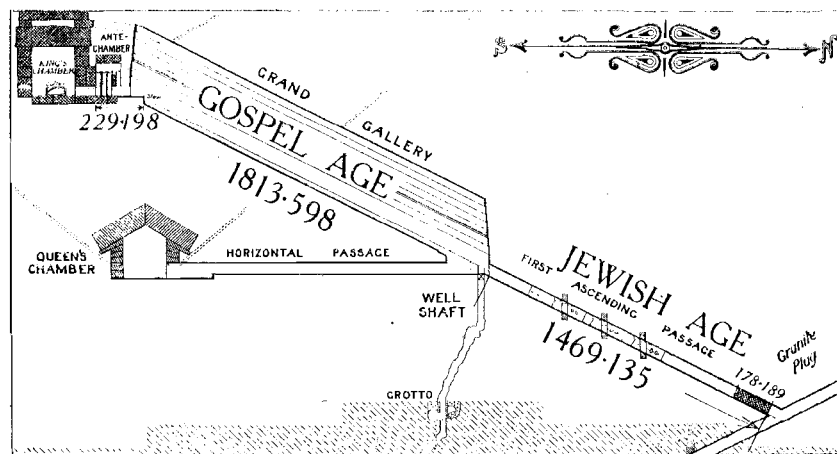 ANTE-
CHAMBER
KING'S
CHAMBER
229·198
GRAND
GALLERY
GOSPEL AGE
1813·598
S
N
QUEEN'S
CHAMBER
HORIZONTAL PASSAGE
WELL
SHAFT
GROTTO
JEWISH AGE
FIRST
ASCENDING
PASSAGE
1469·135
178·189
Granite
Plug